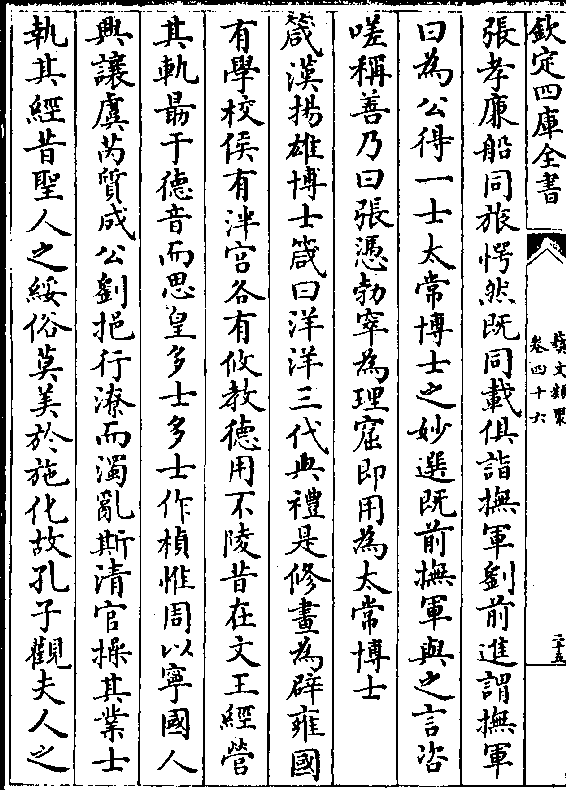 欽定四庫全書
藝文類聚
卷四十六
二十五
張孝廉船同旅愕然既同載俱詣撫軍劉前進謂撫軍
曰為公得一士太常博士之妙選既前撫軍與之言咨
嗟稱善乃曰張憑勃窣為理窟即用為太常博士
箴漢揚雄博士箴曰洋洋三代典禮是修畫為辟雍國
有學校侯有泮宮各有攸教德用不陵昔在文王經營
其軌勗于德音而思皇多士多士作楨惟周以寧國人
興讓虞芮質成公劉挹行潦而濁亂斯清官操其業士
執其經昔聖人之綏俗莫美於施化故孔子觀夫人之